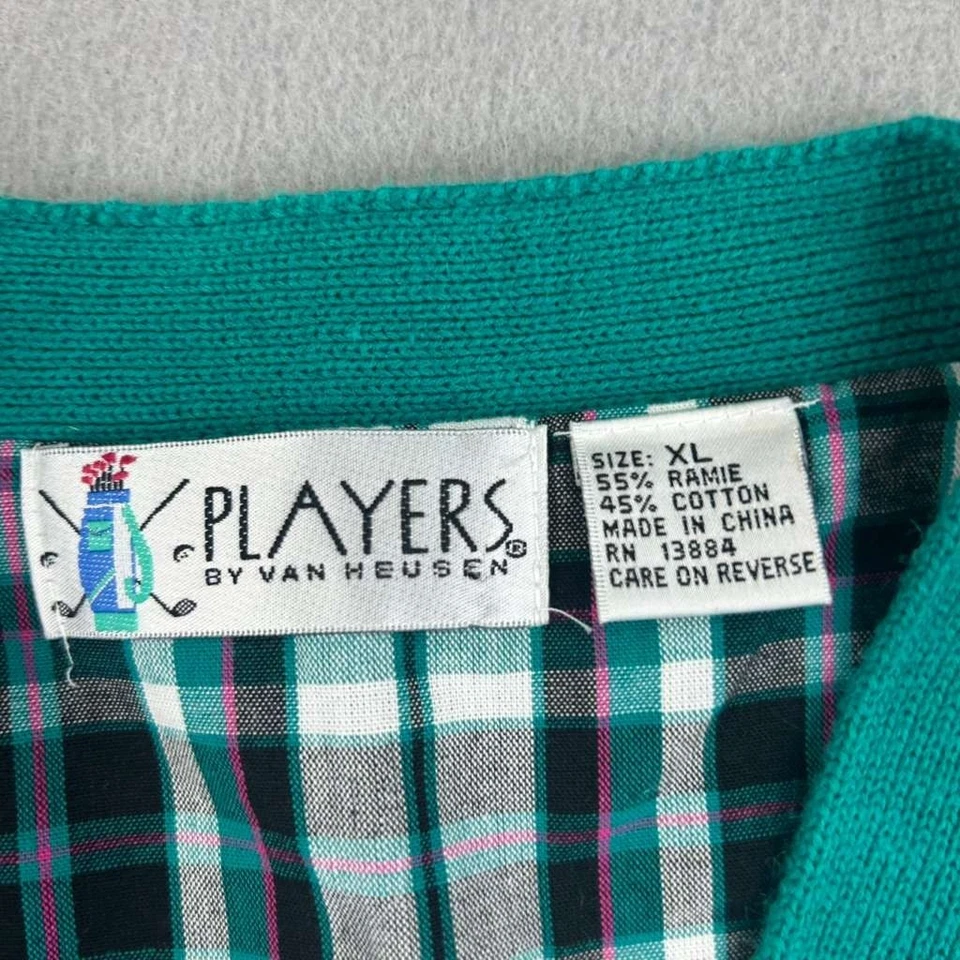 PLAYERS®
BY VAN HEUSEN
SIZE: XL
55% RAMIE
45% COTTON
MADE IN CHINA
RN 13884
CARE ON REVERSE